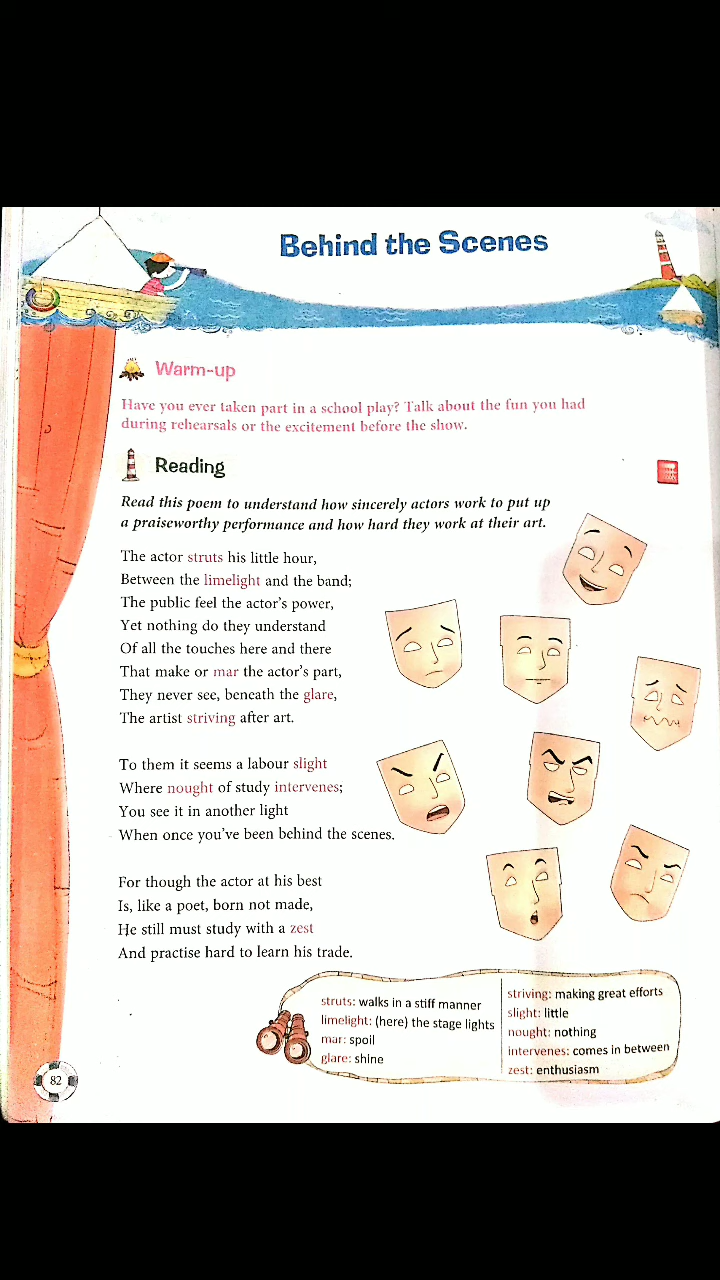 Behind the Scenes
Warm-up
Have you ever taken part in a school play? Talk about the fun you had
during rehearsals or the excitement before the show.
Reading
Read this poem to understand how sincerely actors work to put up
a praiseworthy performance and how hard they work at their art.
The actor struts his little hour,
Between the limelight and the band;
The public feel the actor's power,
Yet nothing do they understand
Of all the touches here and there
That make or mar the actor's part,
They never see, beneath the glare,
The artist striving after art.
To them it seems a labour slight
Where nought of study intervenes;
You see it in another light
When once you've been behind the scenes.
For though the actor at his best
Is, like a poet, born not made,
He still must study with a zest
And practise hard to learn his trade.
struts: walks in a stiff manner
limelight: (here) the stage lights
mar: spoil
glare: shine
striving: making great efforts
slight: little
nought: nothing
intervenes: comes in between
zest: enthusiasm
82